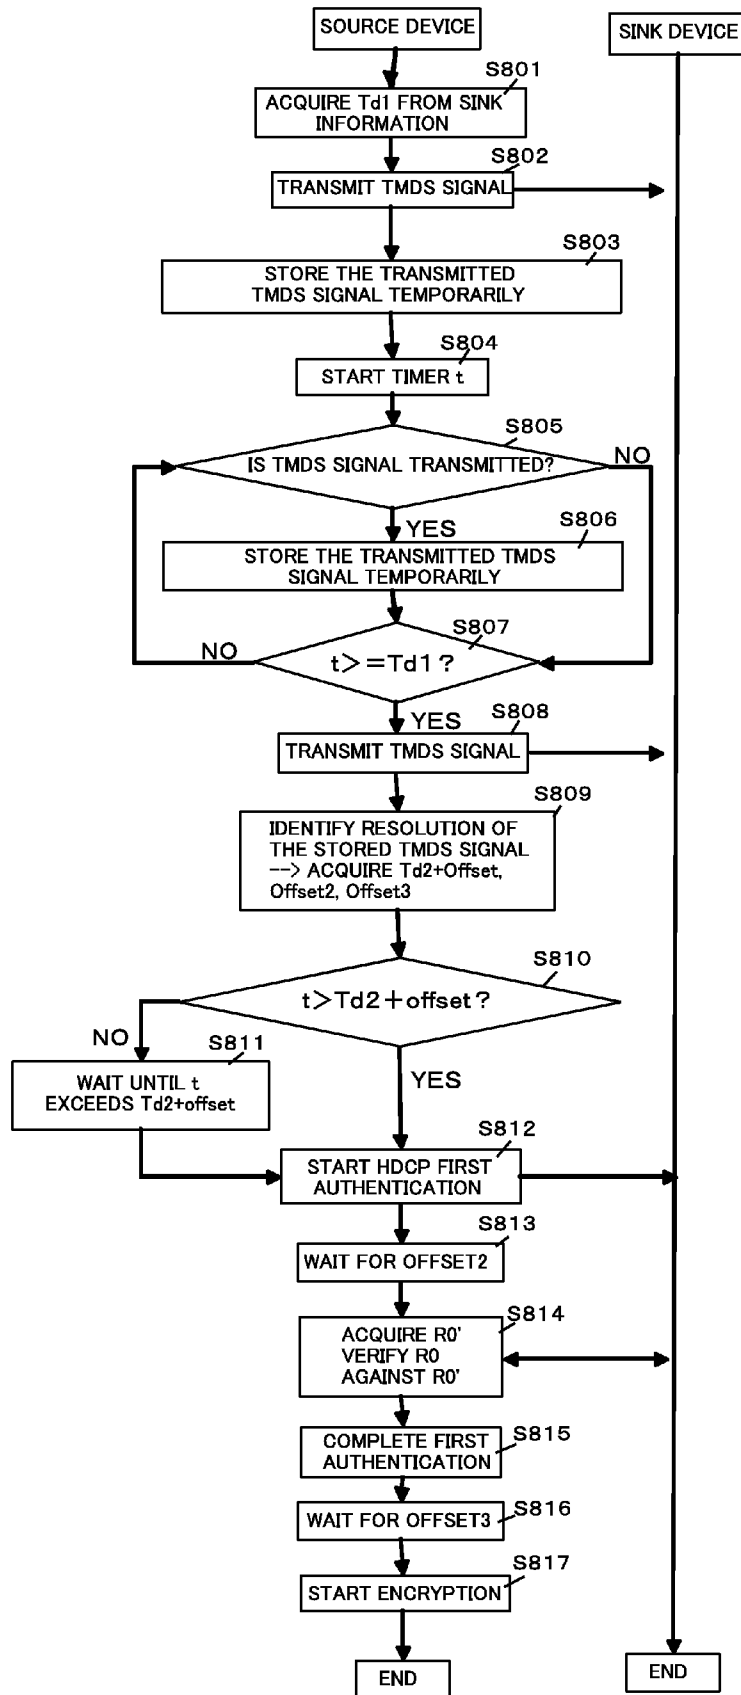 SOURCE DEVICE
SINK DEVICE
S801
ACQUIRE Td1 FROM SINK
INFORMATION
S802
TRANSMIT TMDS SIGNAL
S803
STORE THE TRANSMITTED
TMDS SIGNAL TEMPORARILY
S804
START TIMER t
S805
IS TMDS SIGNAL TRANSMITTED?
NO
YES
S806
STORE THE TRANSMITTED TMDS
SIGNAL TEMPORARILY
S807
NO
t>=Td1?
YES
S808
TRANSMIT TMDS SIGNAL
S809
IDENTIFY RESOLUTION OF
THE STORED TMDS SIGNAL
--> ACQUIRE Td2+Offset,
Offset2, Offset3
S810
t>Td2+offset?
NO
S811
YES
WAIT UNTIL t
EXCEEDS Td2+offset
S812
START HDCP FIRST
AUTHENTICATION
S813
WAIT FOR OFFSET2
S814
ACQUIRE R0'
VERIFY R0
AGAINST R0'
S815
COMPLETE FIRST
AUTHENTICATION
S816
WAIT FOR OFFSET3
S817
START ENCRYPTION
END
END